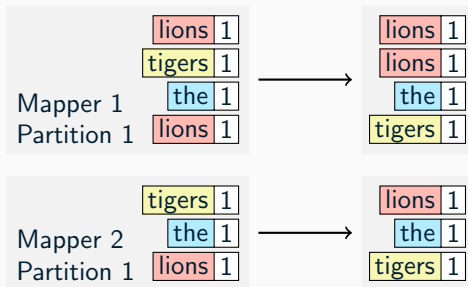 lions 1
tigers 1
the 1
lions 1
Mapper 1
Partition 1
lions 1
lions 1
the 1
tigers 1
tigers 1
the 1
lions 1
Mapper 2
Partition 1
lions 1
the 1
tigers 1